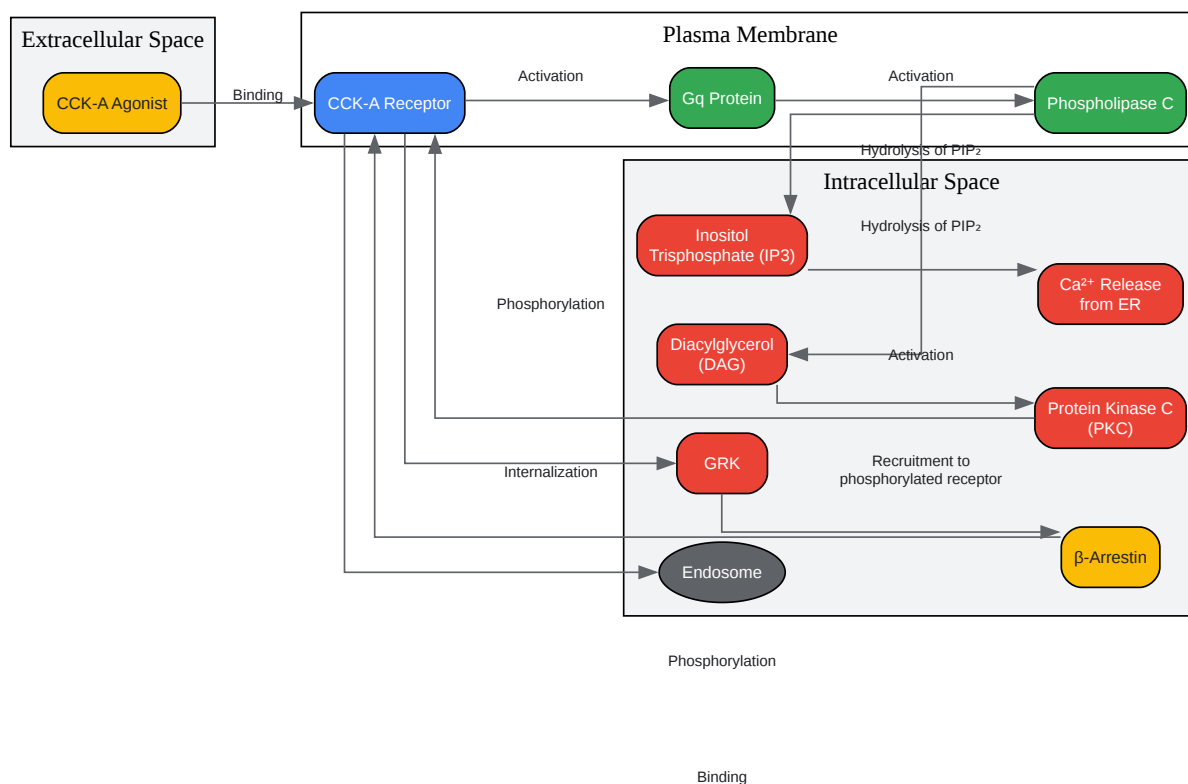 Extracellular Space
Plasma Membrane
CCK-A Agonist
Binding
CCK-A Receptor
Activation
Gq Protein
Activation
Phospholipase C
Hydrolysis of PIP₂
Intracellular Space
Hydrolysis of PIP₂
Inositol
Trisphosphate (IP3)
Ca²⁺ Release
from ER
Phosphorylation
Diacylglycerol
(DAG)
Activation
Protein Kinase C
(PKC)
GRK
Internalization
Recruitment to
phosphorylated receptor
β-Arrestin
Endosome
Phosphorylation
Binding